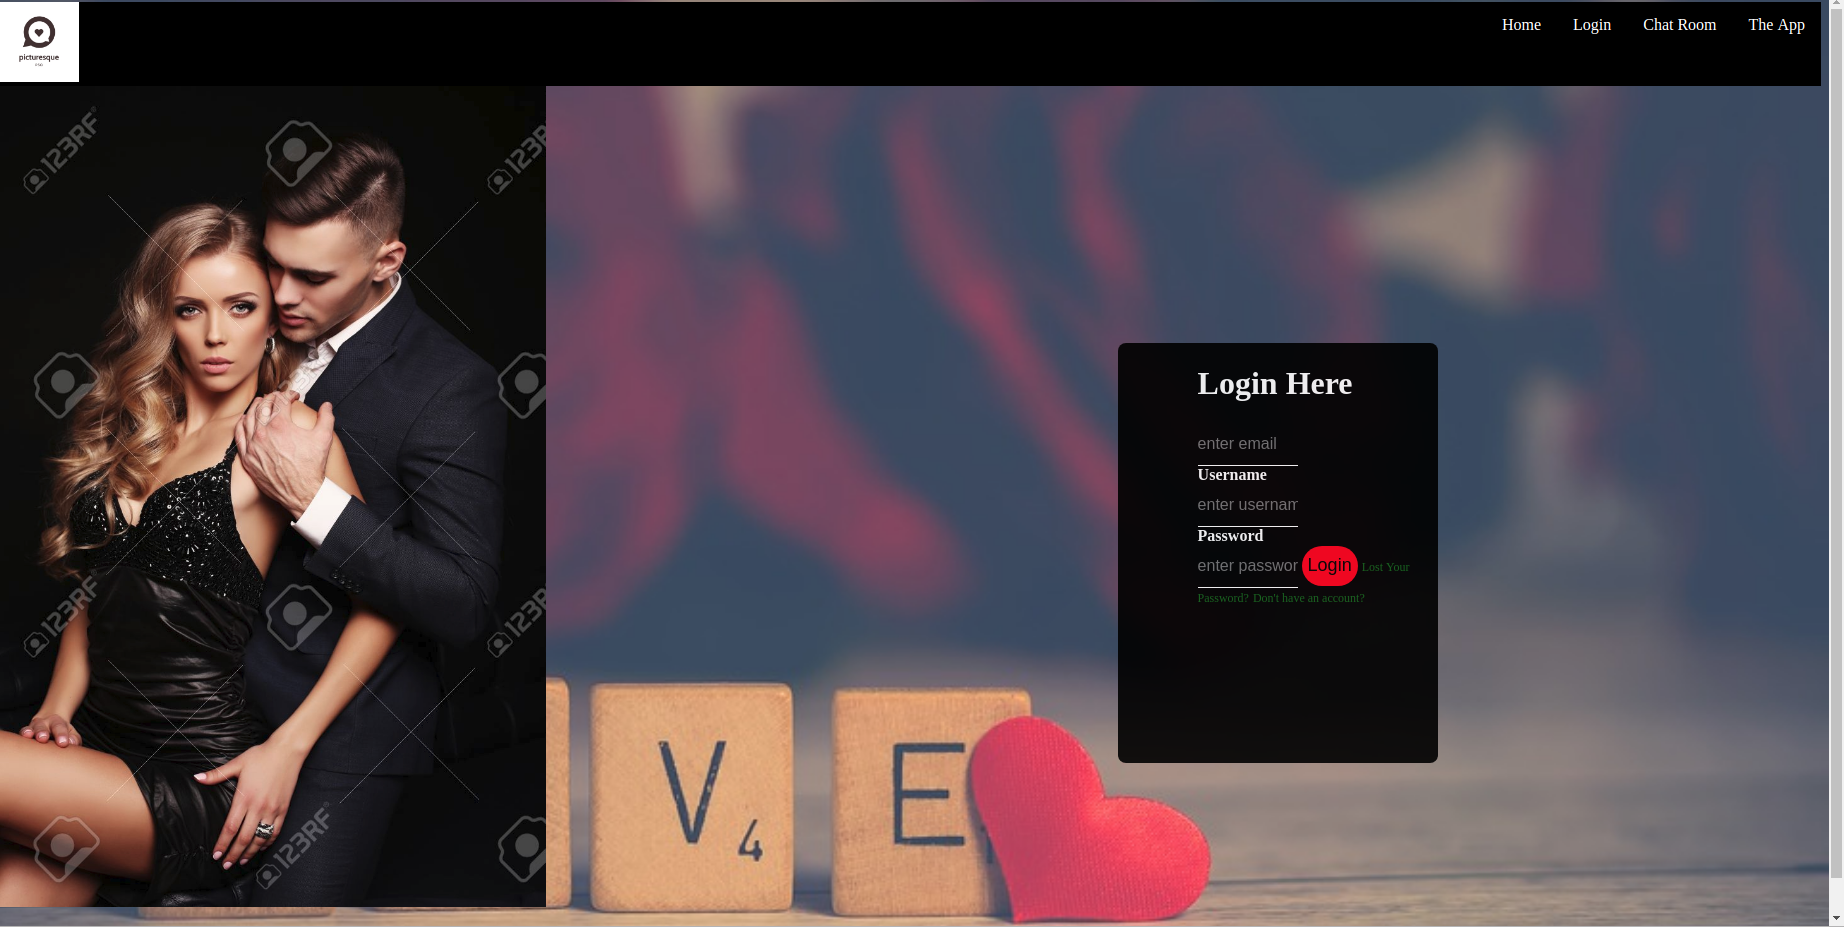 picturesque
Home Login Chat Room The App
123RF
123RF
Login Here
enter email
Username
enter usernam
Password
enter passwor Login Lost Your
Password? Don't have an account?
123RF
123RF
V4 E
123RF